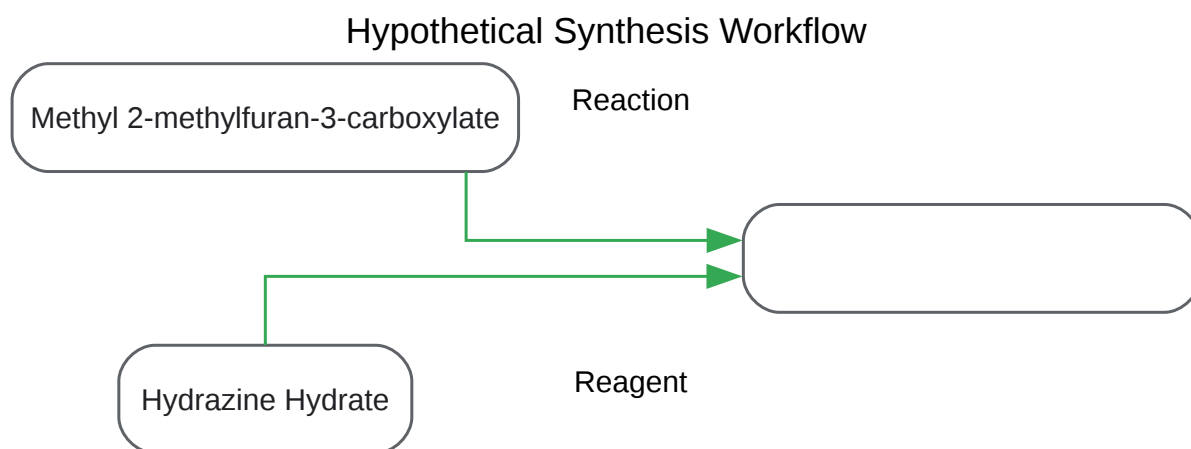 Hypothetical Synthesis Workflow
Methyl 2-methylfuran-3-carboxylate
Reaction
Hydrazine Hydrate
Reagent